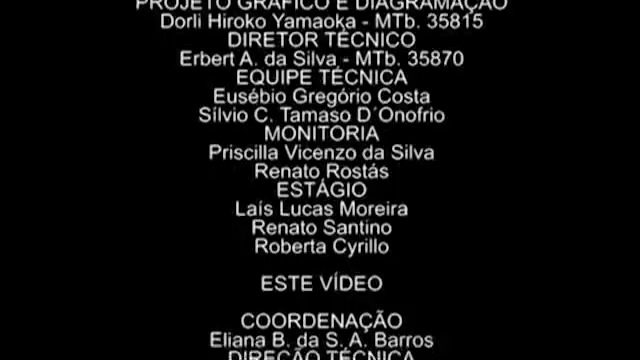 PROJETO GRÁFICO E DIAGRAMAÇÃO
Dorli Hiroko Yamaoka - MTb. 35815
DIRETOR TÉCNICO
Erbert A. da Silva - MTb. 35870
EQUIPE TÉCNICA
Eusébio Gregório Costa
Sílvio C. Tamaso D´Onofrio
MONITORIA
Priscilla Vicenzo da Silva
Renato Rostás
ESTÁGIO
Laís Lucas Moreira
Renato Santino
Roberta Cyrillo
ESTE VÍDEO
COORDENAÇÃO
Eliana B. da S. A. Barros
DIREÇÃO TÉCNICA